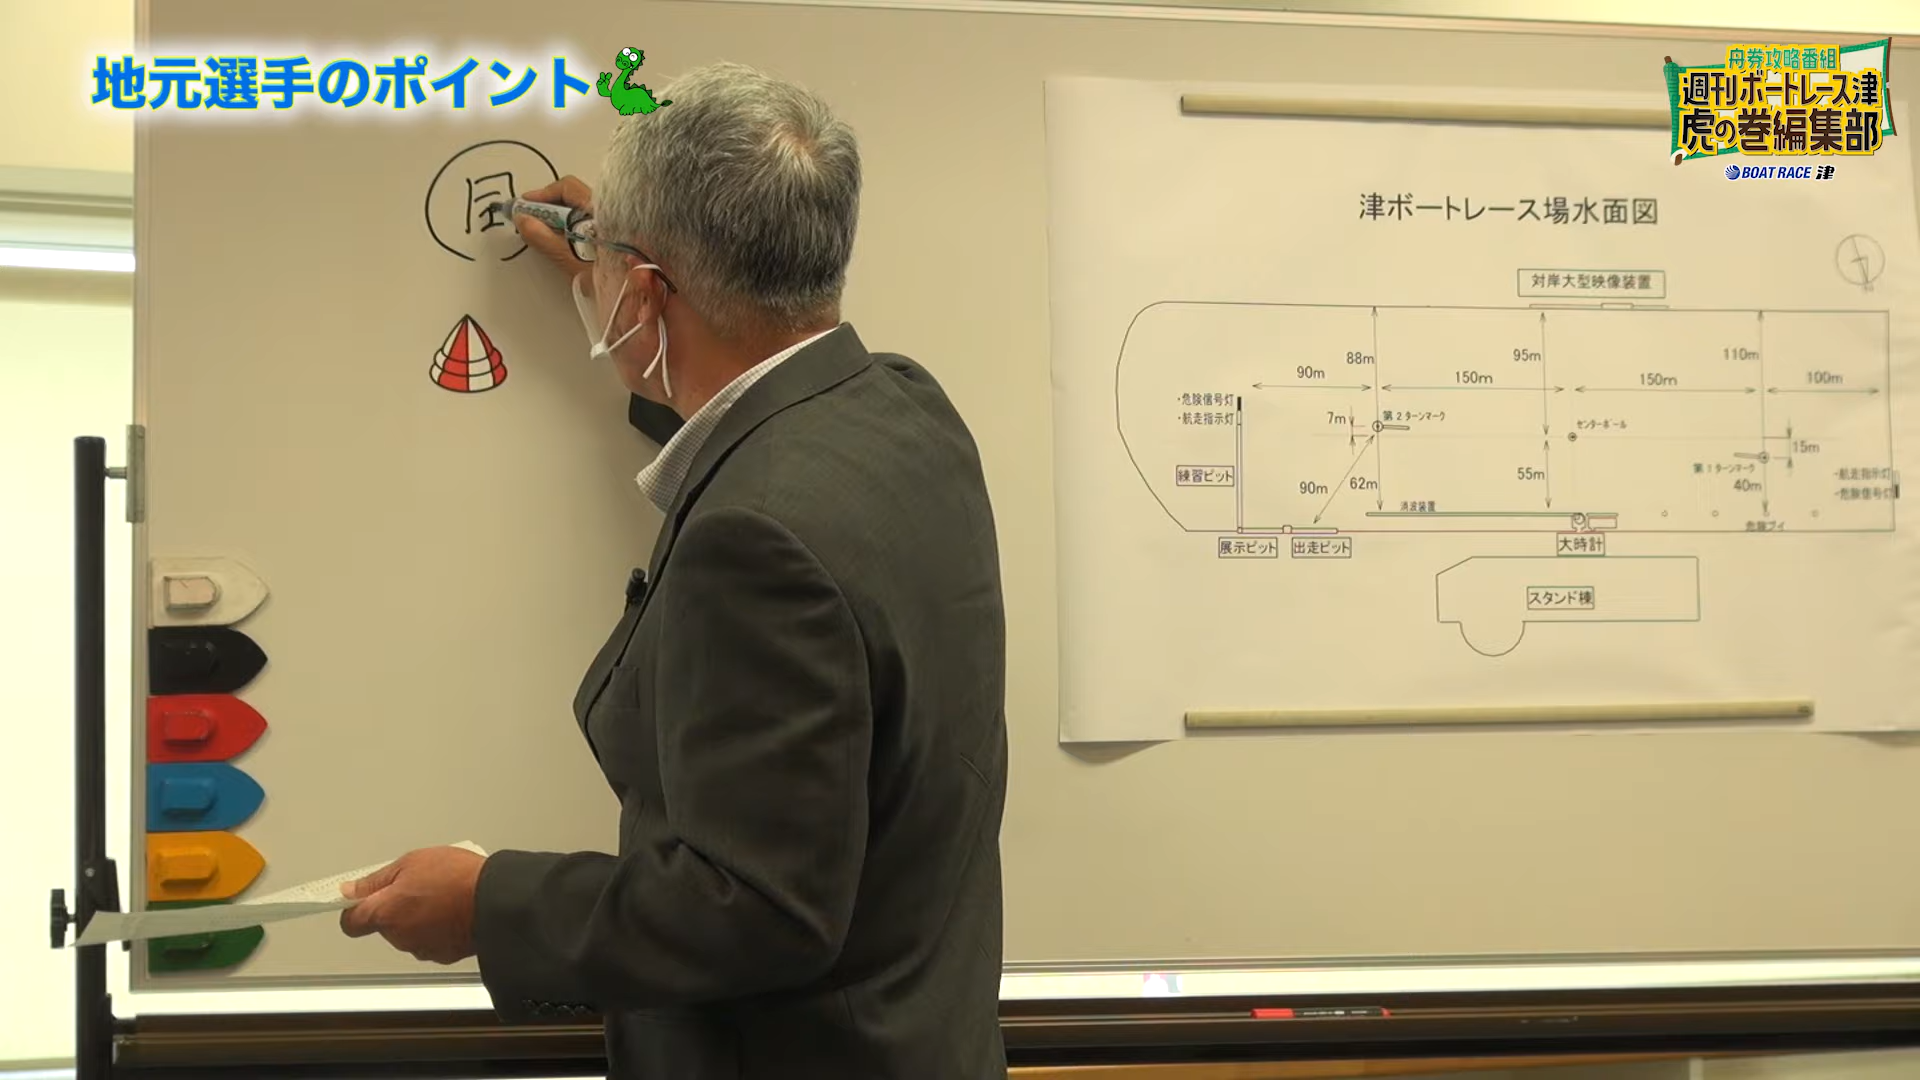 地元選手のポイント
舟券攻略番組
週刊ボートレース津
虎の巻編集部
BOAT RACE 津
津ボートレース場水面図
対岸大型映像装置
88m
95m
110m
90m
150m
150m
100m
・危険信号灯
・航走指示灯
7m
第2ターンマーク
センターポール
15m
第1ターンマーク
・航走指示灯
・危険信号灯
練習ピット
90m
62m
55m
40m
消波装置
危険ブイ
展示ピット
出走ピット
大時計
スタンド棟